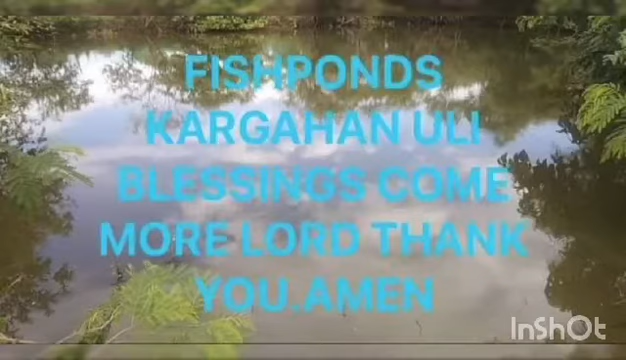 FISHPONDS
KARGAHAN ULI
BLESSINGS COME
MORE LORD THANK
YOU.AMEN
InShOt